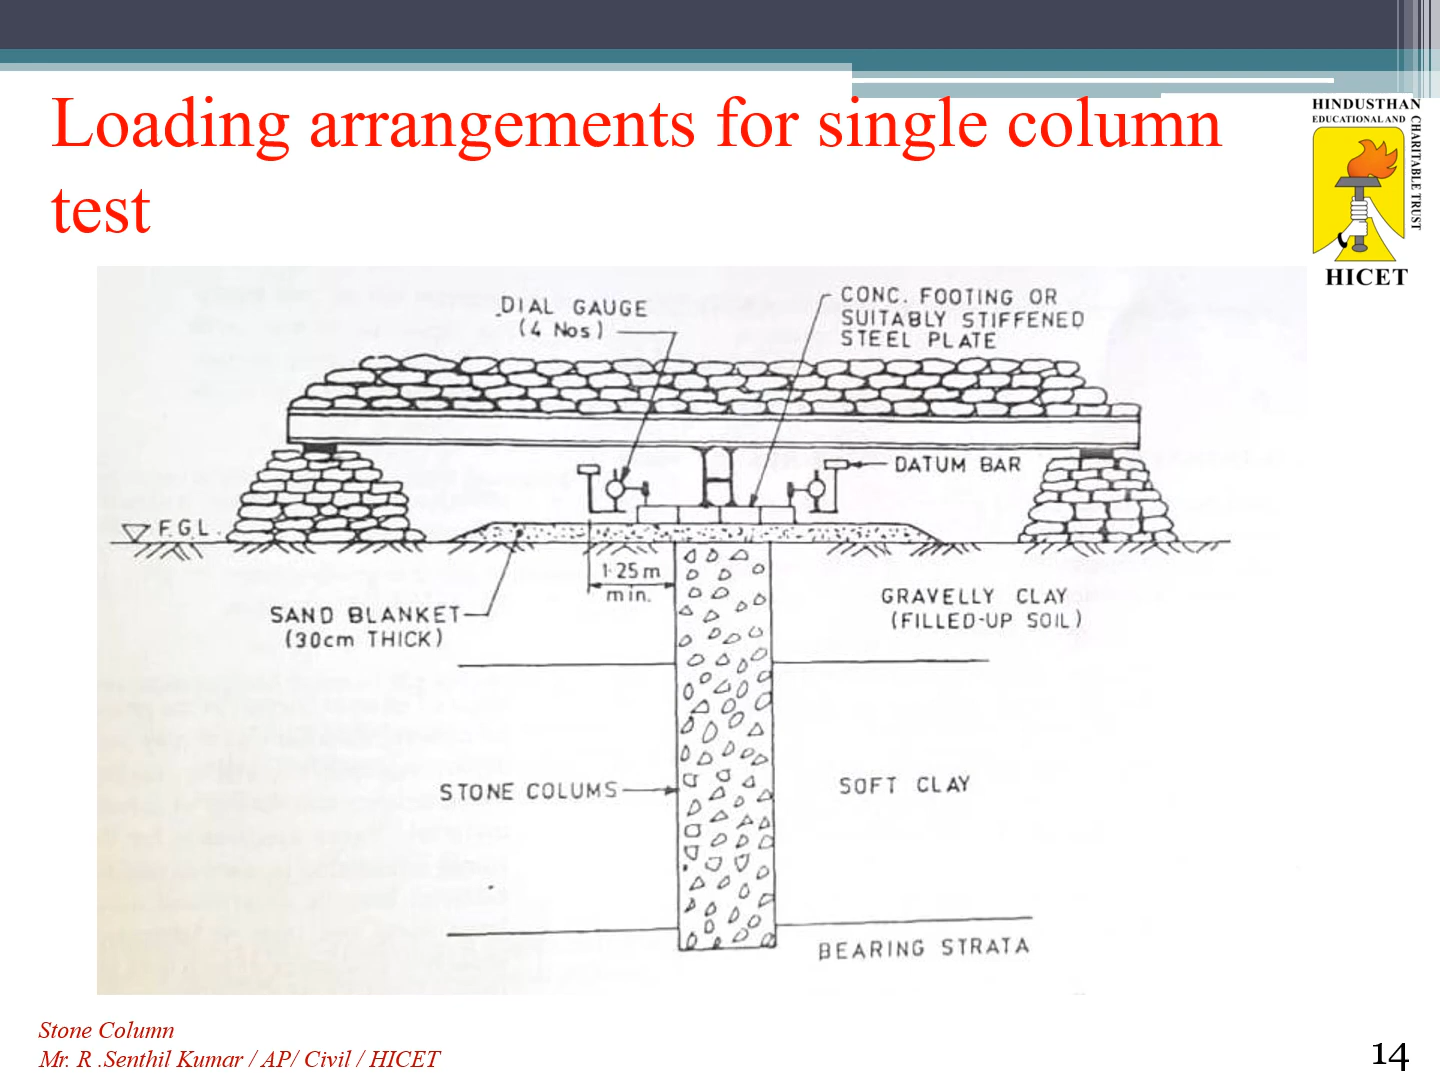 Loading arrangements for single column
test
HINDUSTHAN
EDUCATIONAL AND
CHARITABLE TRUST
HICET
DIAL GAUGE
(4 Nos)
CONC. FOOTING OR
SUITABLY STIFFENED
STEEL PLATE
DATUM BAR
F.G.L.
1.25m
min.
SAND BLANKET
(30cm THICK)
GRAVELLY CLAY
(FILLED-UP SOIL)
STONE COLUMS
SOFT CLAY
BEARING STRATA
Stone Column
Mr. R .Senthil Kumar / AP/ Civil / HICET
14